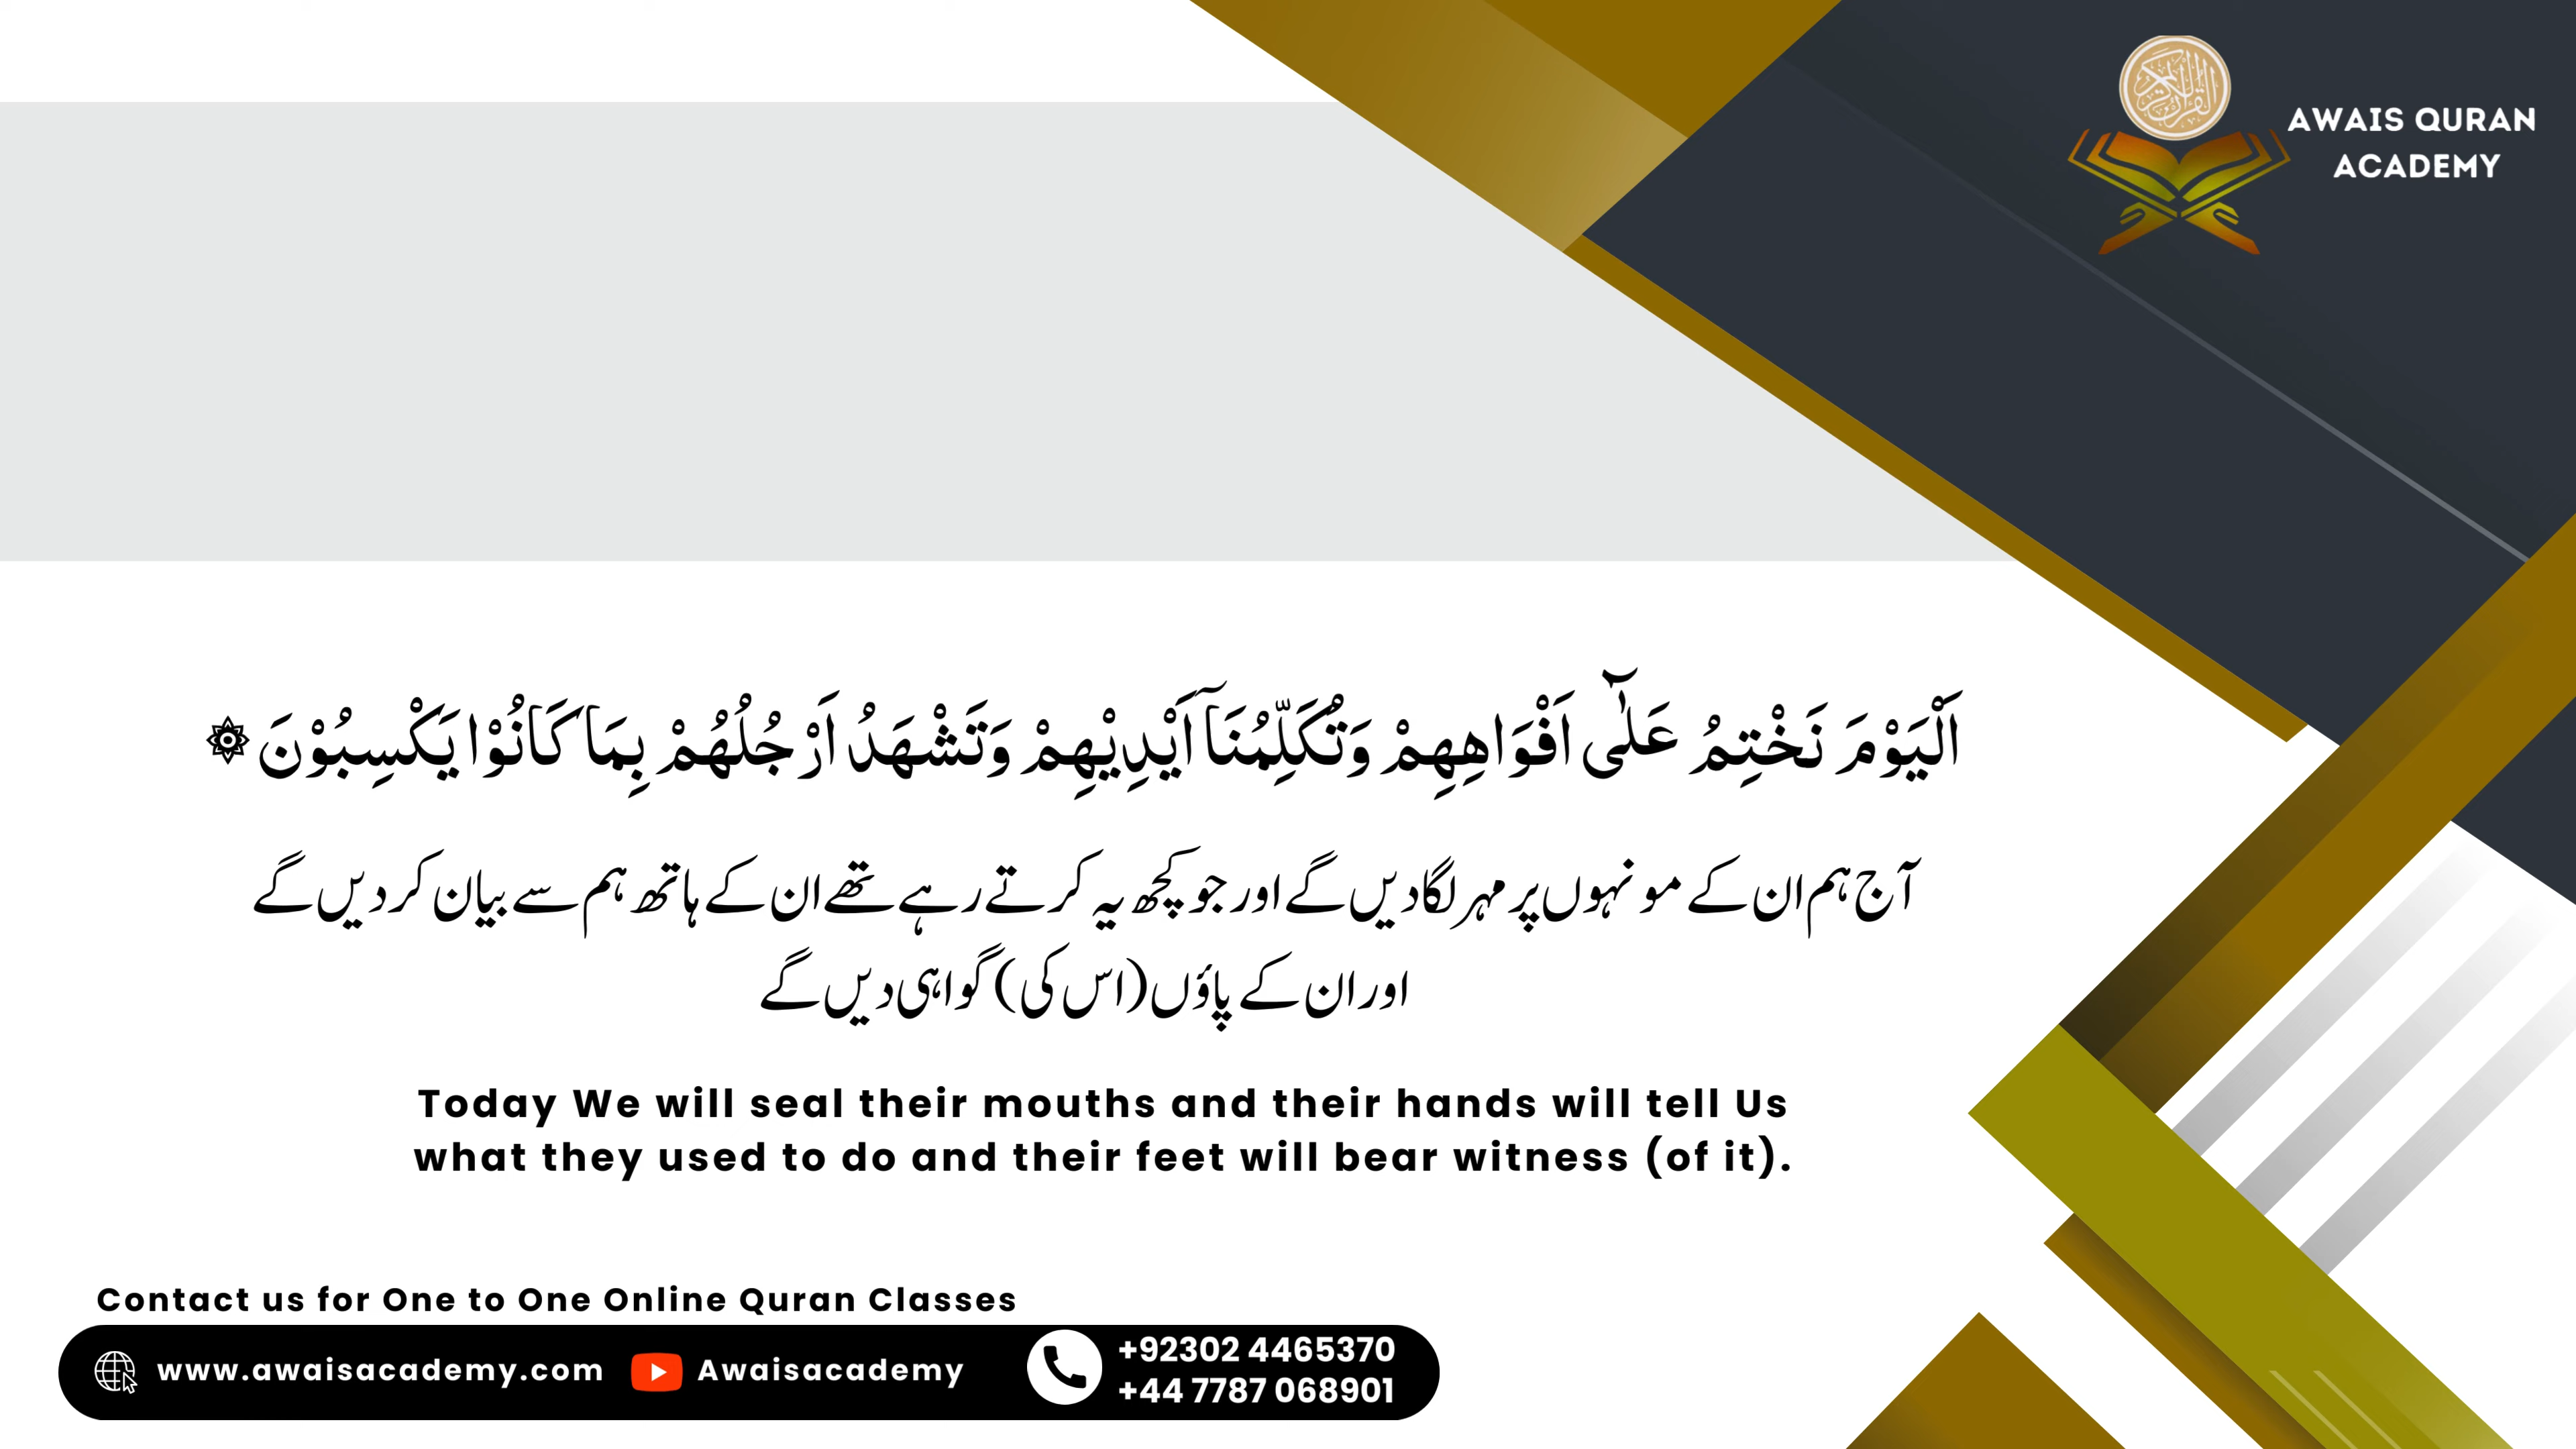 AWAIS QURAN
ACADEMY
اَلْيَوْمَ نَخْتِمُ عَلٰٓى اَفْوَاهِهِمْ وَتُكَلِّمُنَاۤ اَيْدِيْهِمْ وَتَشْهَدُ اَرْجُلُهُمْ بِمَا كَانُوْا يَكْسِبُوْنَ ۞
آج ہم ان کے مونہوں پر مہر لگا دیں گے اور جو کچھ یہ کرتے رہے تھے ان کے ہاتھ ہم سے بیان کر دیں گے
اور ان کے پاؤں (اس کی) گواہی دیں گے
Today We will seal their mouths and their hands will tell Us
what they used to do and their feet will bear witness (of it).
Contact us for One to One Online Quran Classes
www.awaisacademy.com Awaisacademy
+92302 4465370
+44 7787 068901